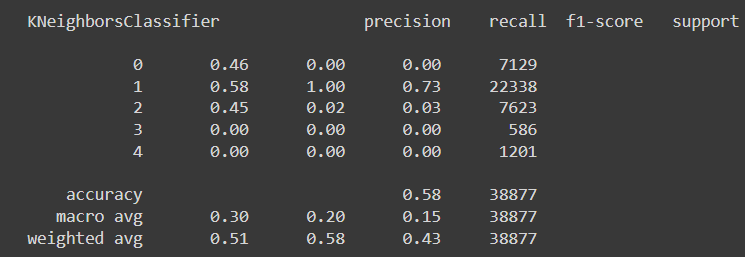 KNeighborsClassifier precision recall f1-score support
0 0.46 0.00 0.00 7129
1 0.58 1.00 0.73 22338
2 0.45 0.02 0.03 7623
3 0.00 0.00 0.00 586
4 0.00 0.00 0.00 1201
accuracy 0.58 38877
macro avg 0.30 0.20 0.15 38877
weighted avg 0.51 0.58 0.43 38877